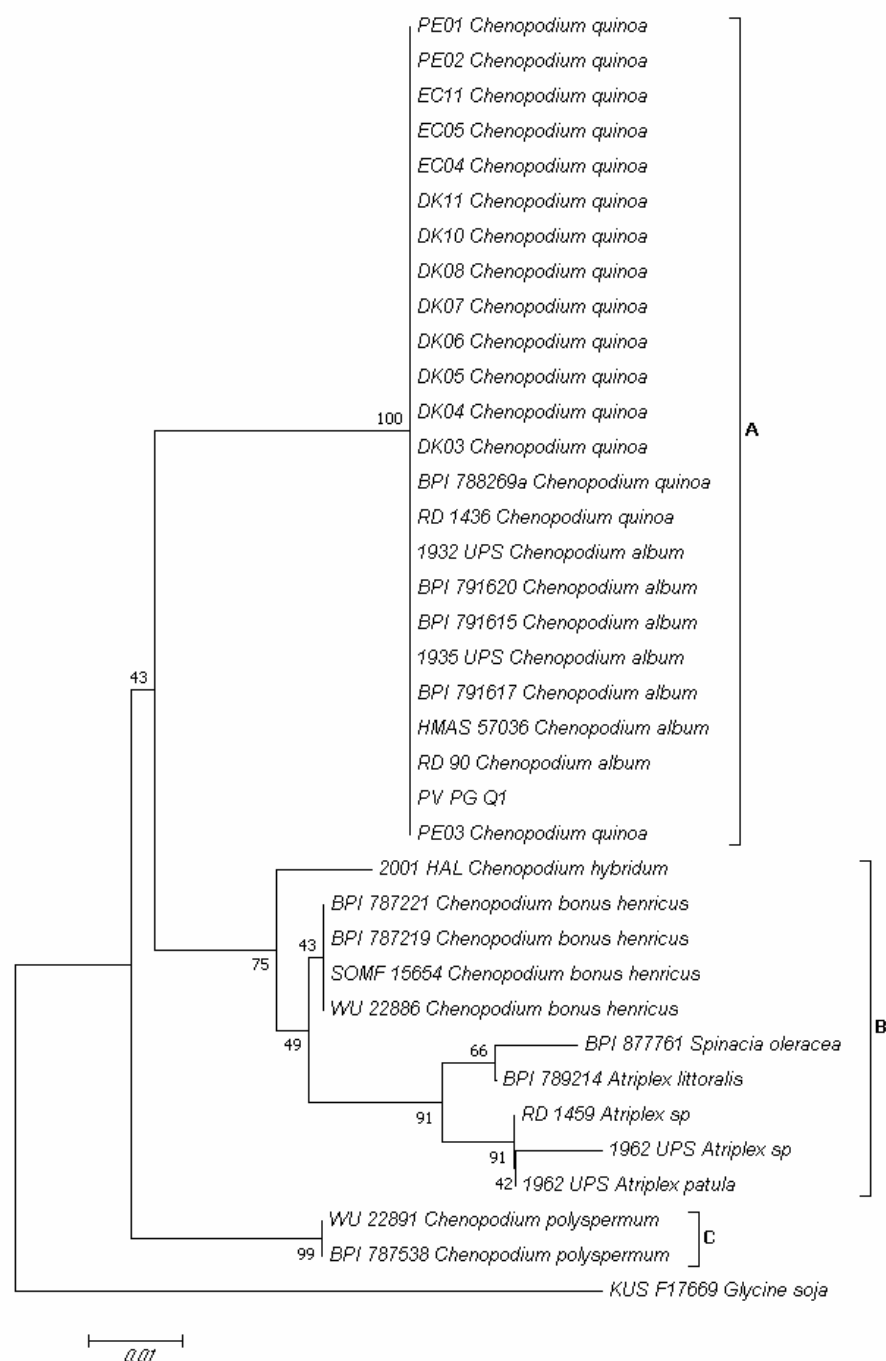 PE01 Chenopodium quinoa
PE02 Chenopodium quinoa
EC11 Chenopodium quinoa
EC05 Chenopodium quinoa
EC04 Chenopodium quinoa
DK11 Chenopodium quinoa
DK10 Chenopodium quinoa
DK08 Chenopodium quinoa
DK07 Chenopodium quinoa
DK06 Chenopodium quinoa
DK05 Chenopodium quinoa
DK04 Chenopodium quinoa
100
A
DK03 Chenopodium quinoa
BPI 788269a Chenopodium quinoa
RD 1436 Chenopodium quinoa
1932 UPS Chenopodium album
BPI 791620 Chenopodium album
BPI 791615 Chenopodium album
1935 UPS Chenopodium album
43
BPI 791617 Chenopodium album
HMAS 57036 Chenopodium album
RD 90 Chenopodium album
PV PG Q1
PE03 Chenopodium quinoa
2001 HAL Chenopodium hybridum
BPI 787221 Chenopodium bonus henricus
43
BPI 787219 Chenopodium bonus henricus
75
SOMF 15654 Chenopodium bonus henricus
WU 22886 Chenopodium bonus henricus
B
49
BPI 877761 Spinacia oleracea
66
BPI 789214 Atriplex littoralis
91
RD 1459 Atriplex sp
1962 UPS Atriplex sp
91
42
1962 UPS Atriplex patula
WU 22891 Chenopodium polyspermum
C
99
BPI 787538 Chenopodium polyspermum
KUS F17669 Glycine soja
0.01